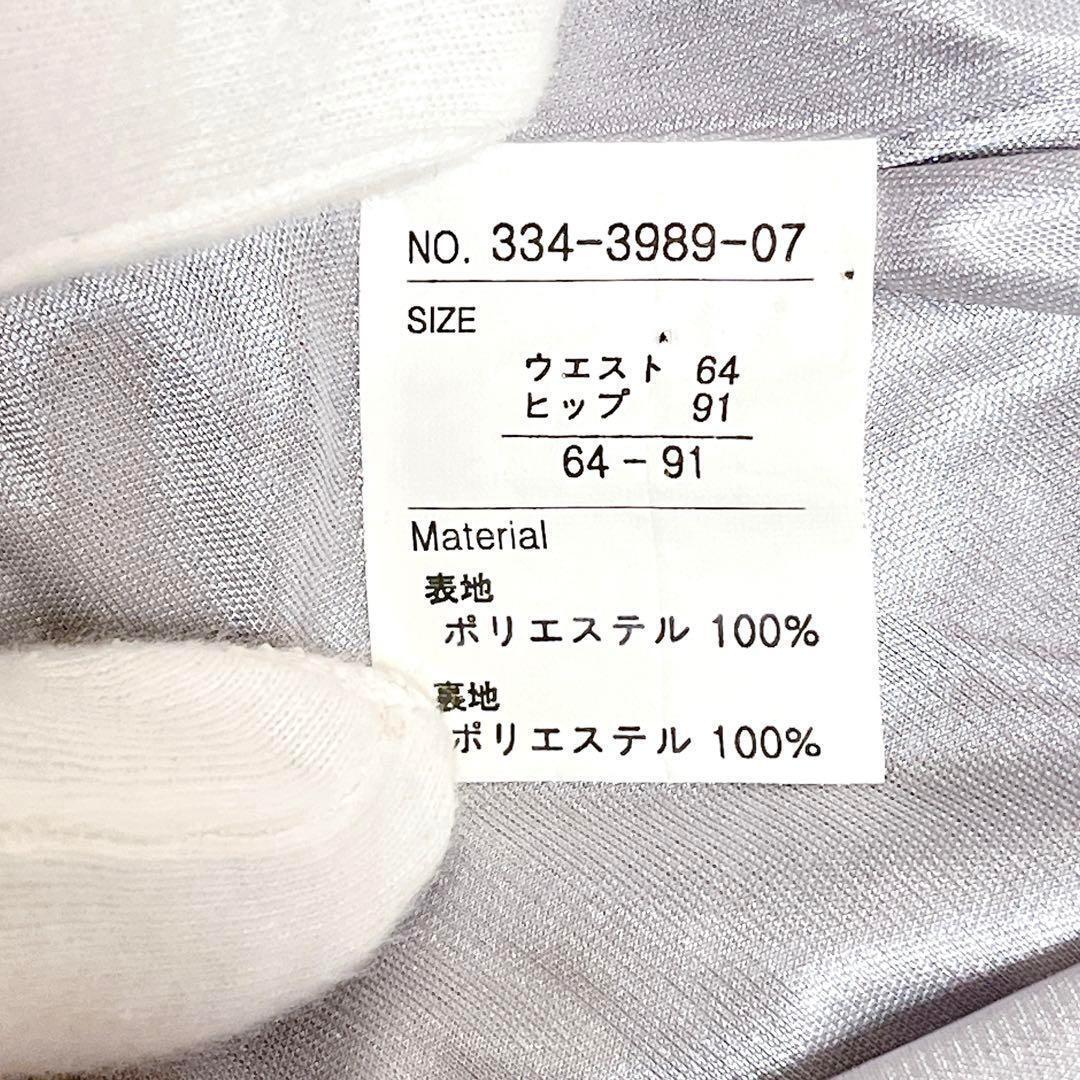 NO. 334-3989-07
SIZE
ウエスト 64
ヒップ 91
64-91
Material
表地
ポリエステル 100%
裏地
ポリエステル 100%